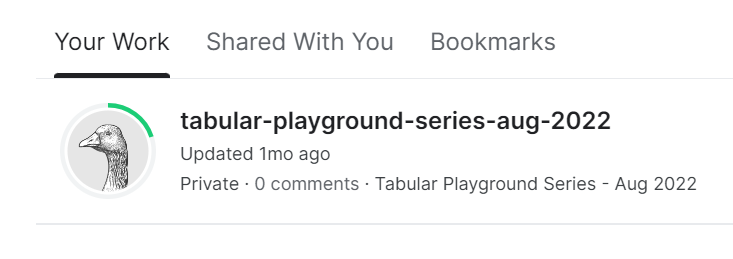 Your Work Shared With You Bookmarks
tabular-playground-series-aug-2022
Updated 1mo ago
Private · 0 comments · Tabular Playground Series - Aug 2022